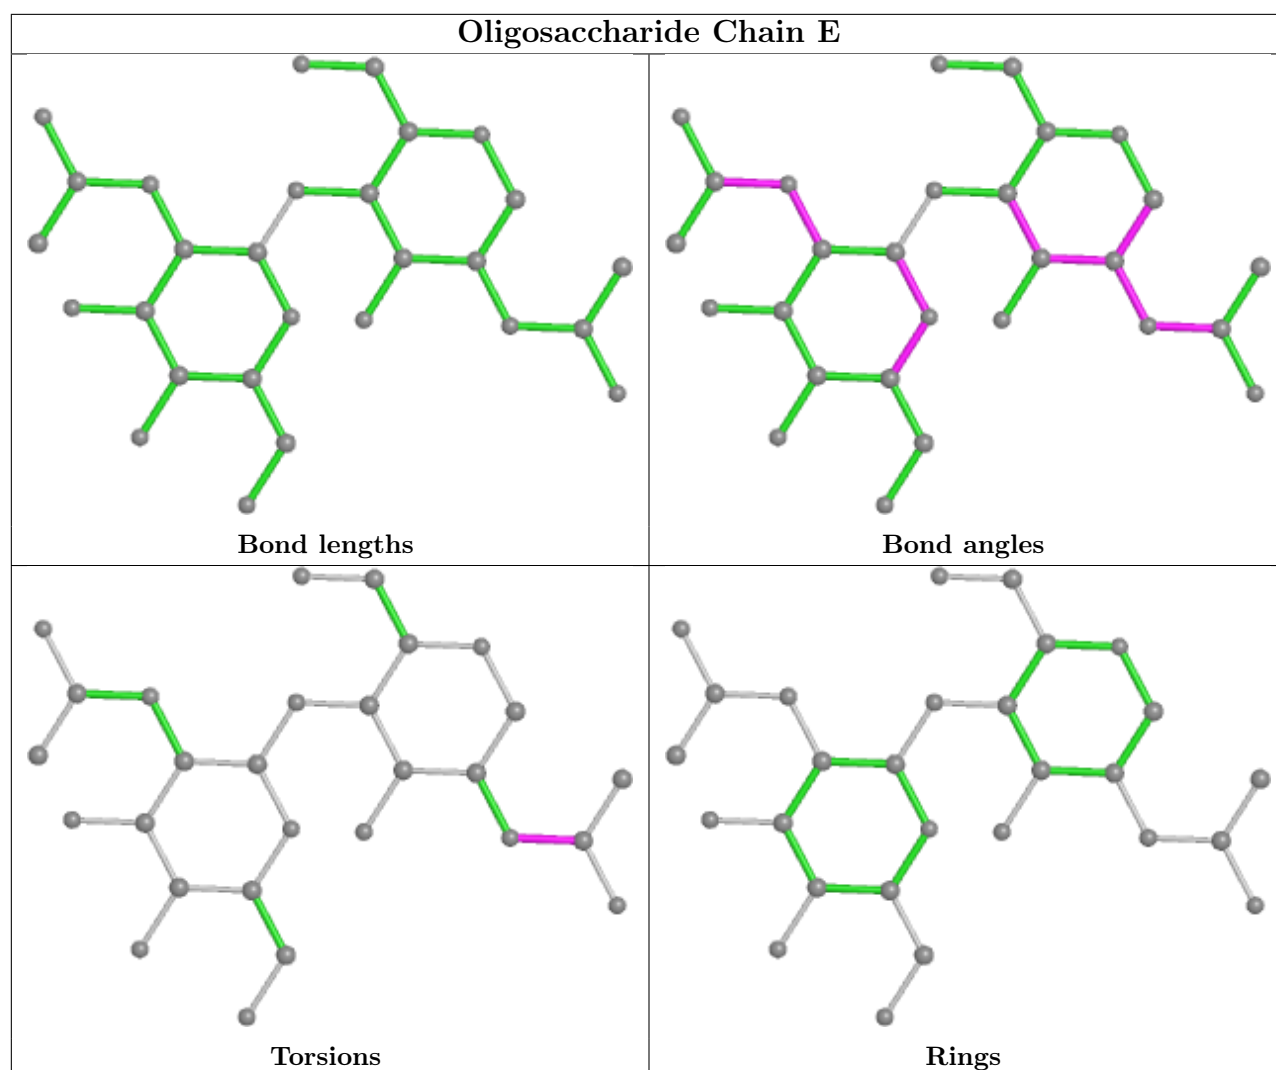 Oligosaccharide Chain E
Bond lengths
Bond angles
Torsions
Rings